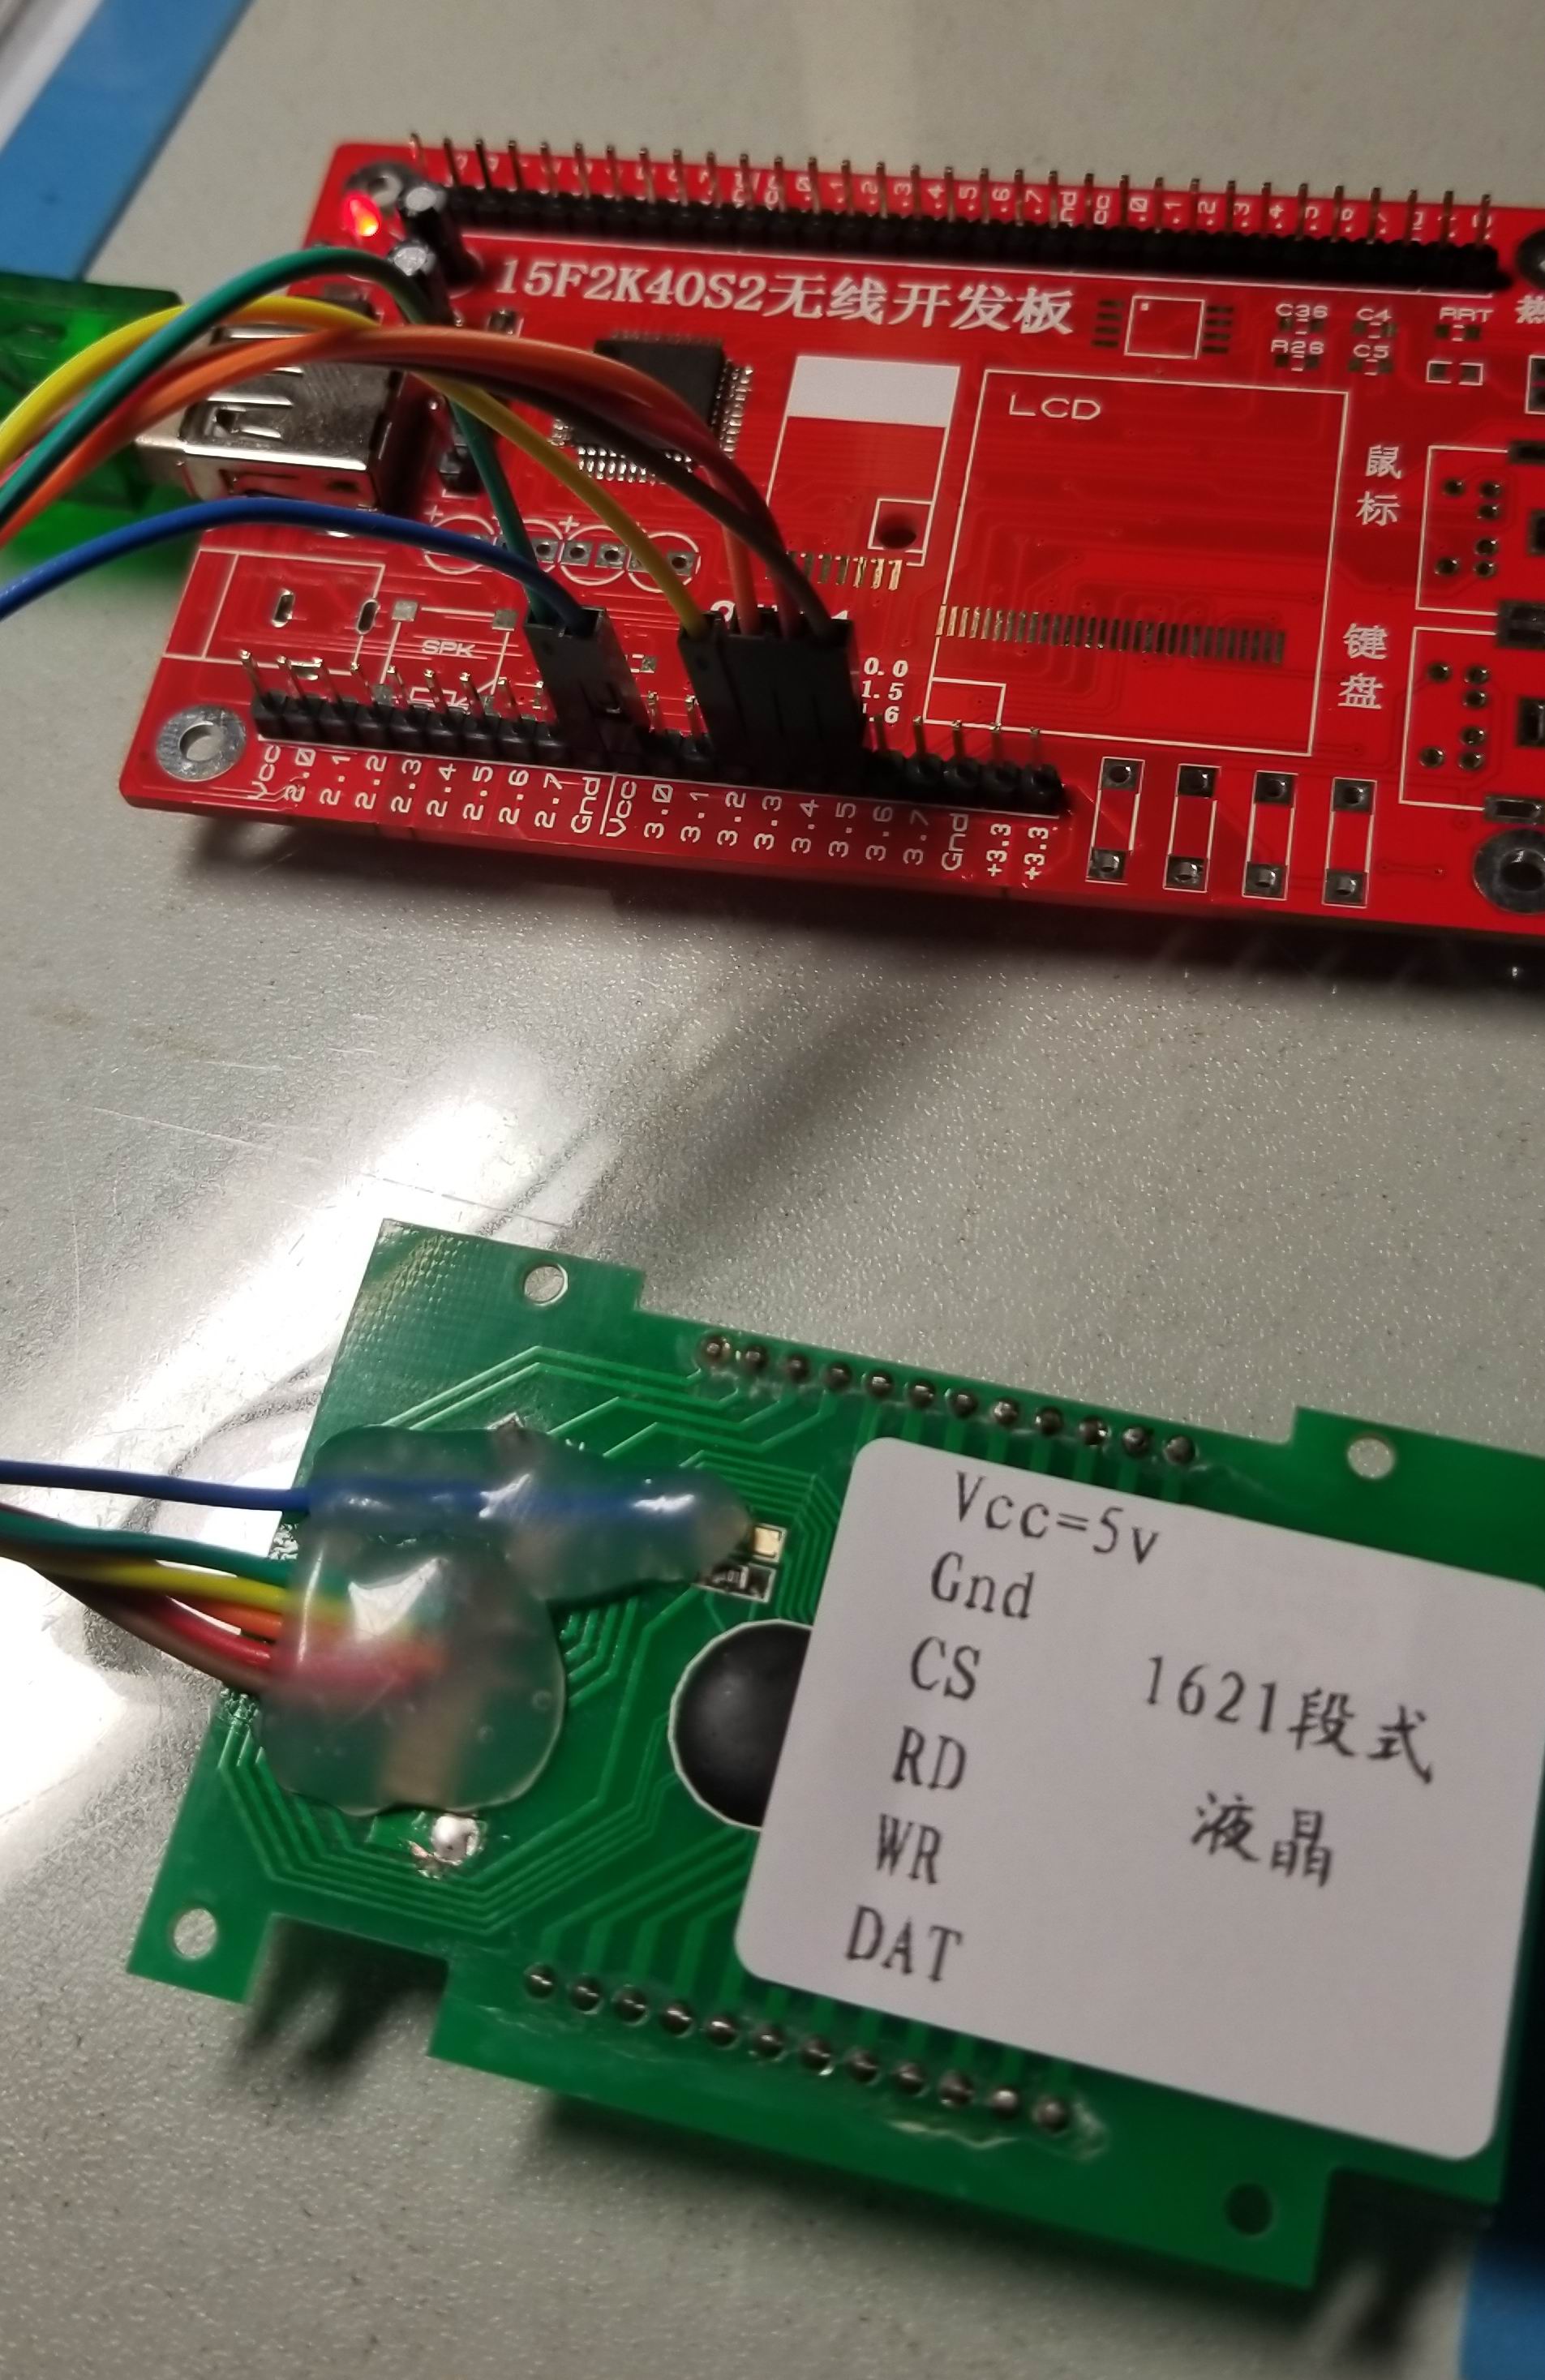 15F2K40S2无线开发板
C36
C4
RRT
R26
C5
热
LCD
鼠标
SPK
键盘
0.0
1.5
Vcc
2.0
2.1
2.2
2.3
2.4
2.5
2.6
2.7
Gnd
Vcc
3.0
3.1
3.2
3.3
3.4
3.5
3.6
3.7
Gnd
+3.3
+3.3
Vcc=5v
Gnd
CS
RD
WR
DAT
1621段式
液晶